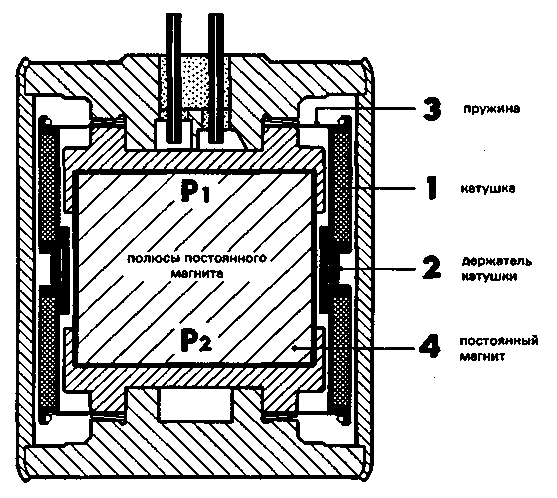 3 пружина
P1
1 катушка
полюсы постоянного
магнита
2 держатель
катушки
P2
4 постоянный
магнит